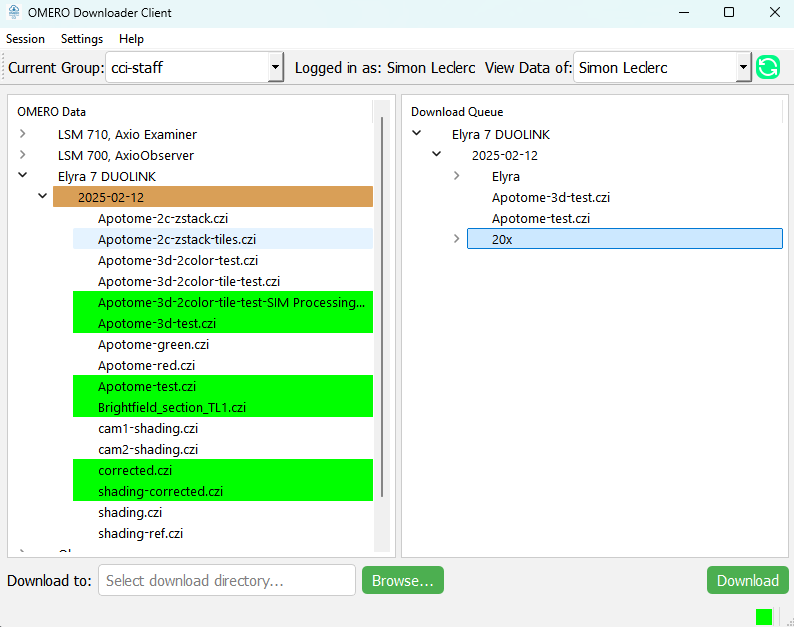 OMERO Downloader Client
Session Settings Help
Current Group: cci-staff Logged in as: Simon Leclerc View Data of: Simon Leclerc
OMERO Data
LSM 710, Axio Examiner
LSM 700, AxioObserver
Elyra 7 DUOLINK
2025-02-12
Apotome-2c-zstack.czi
Apotome-2c-zstack-tiles.czi
Apotome-3d-2color-test.czi
Apotome-3d-2color-tile-test.czi
Apotome-3d-2color-tile-test-SIM Processing...
Apotome-3d-test.czi
Apotome-green.czi
Apotome-red.czi
Apotome-test.czi
Brightfield_section_TL1.czi
cam1-shading.czi
cam2-shading.czi
corrected.czi
shading-corrected.czi
shading.czi
shading-ref.czi
Download Queue
Elyra 7 DUOLINK
2025-02-12
Elyra
Apotome-3d-test.czi
Apotome-test.czi
20x
Download to: Select download directory... Browse... Download